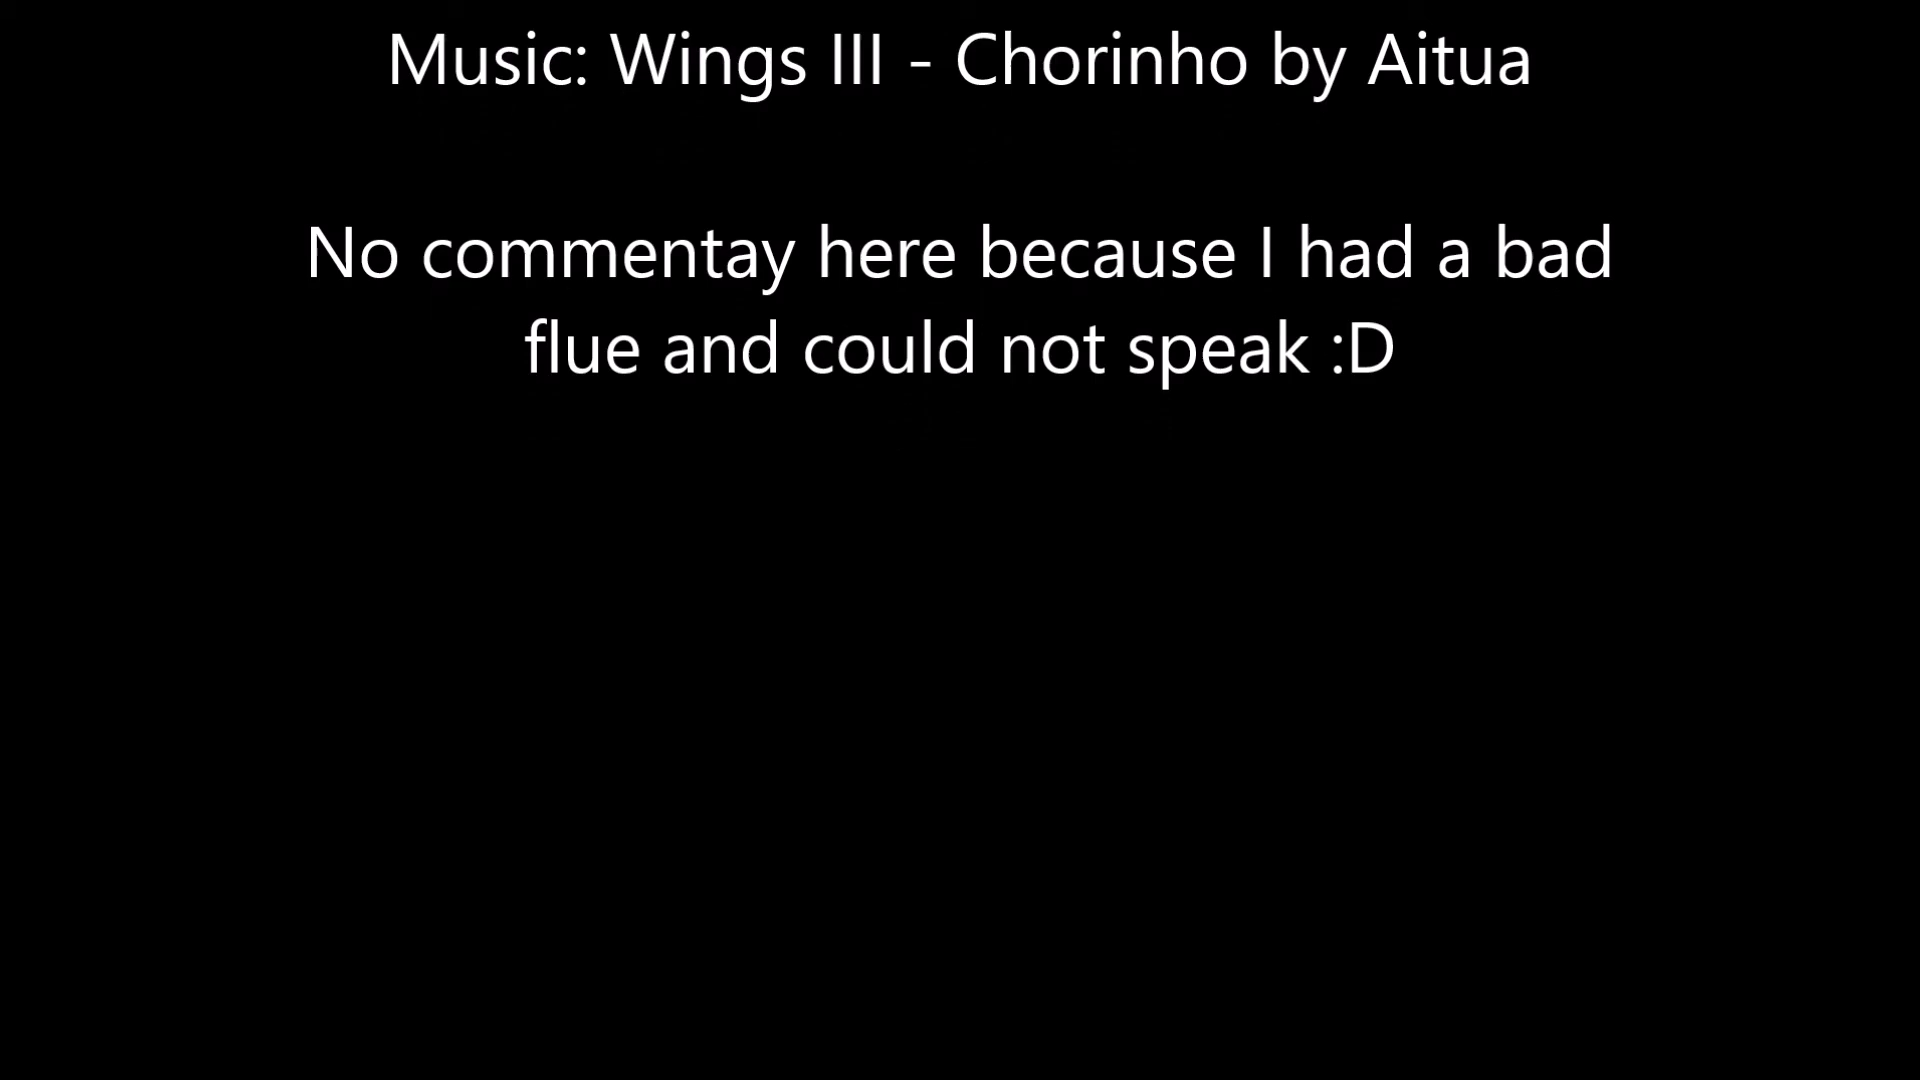 Music: Wings III - Chorinho by Aitua
No commentay here because I had a bad
flue and could not speak :D